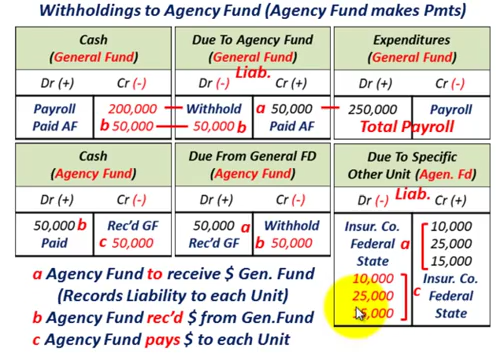 Withholdings to Agency Fund (Agency Fund makes Pmts)
Cash
(General Fund)
Dr (+) Cr (-)
Payroll 200,000
Paid AF b 50,000
Due To Agency Fund
(General Fund)
Liab.
Dr (-) Cr (+)
Withhold a 50,000
50,000 b Paid AF
Expenditures
(General Fund)
Dr (+) Cr (-)
250,000 Payroll
Total Payroll
Cash
(Agency Fund)
Dr (+) Cr (-)
50,000 b Rec'd GF
Paid c 50,000
Due From General FD
(Agency Fund)
Dr (+) Cr (-)
50,000 a Withhold
Rec'd GF b 50,000
Due To Specific
Other Unit (Agen. Fd)
Liab.
Dr (-) Cr (+)
Insur. Co. 10,000
Federal a 25,000
State 15,000
10,000 Insur. Co.
25,000 c Federal
5,000 State
a Agency Fund to receive $ Gen. Fund
(Records Liability to each Unit)
b Agency Fund rec'd $ from Gen.Fund
c Agency Fund pays $ to each Unit